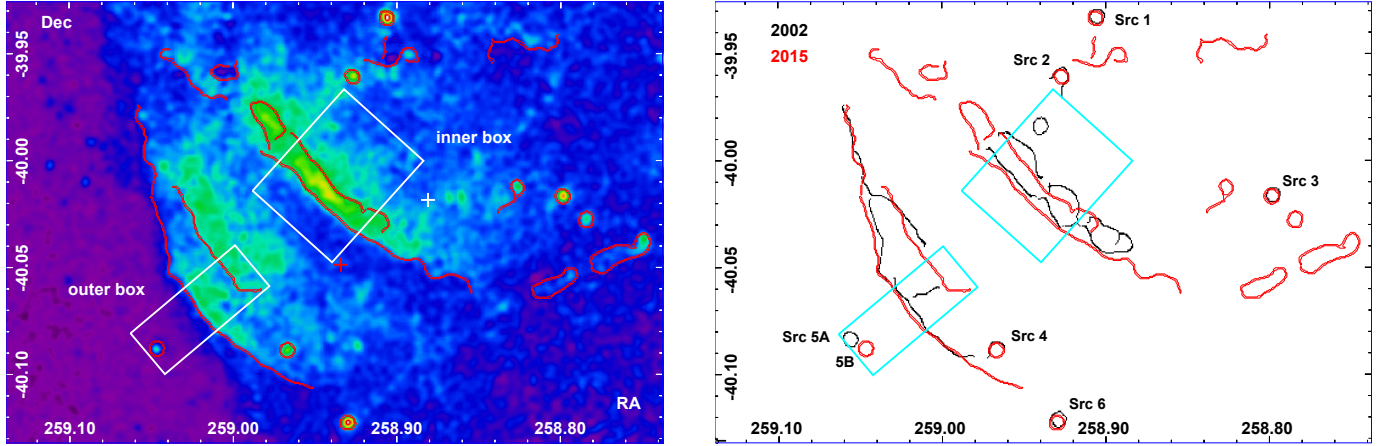 Dec
-39.95
-40.00
-40.05
-40.10
inner box
outer box
RA
259.10
259.00
258.90
258.80
2002
2015
Src 1
Src 2
Src 3
Src 4
Src 5A
5B
Src 6
-39.95
-40.00
-40.05
-40.10
259.10
259.00
258.90
258.80